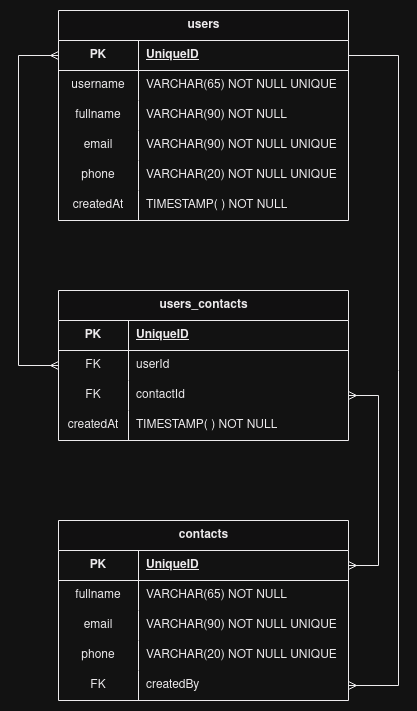 users
PK UniqueID
username VARCHAR(65) NOT NULL UNIQUE
fullname VARCHAR(90) NOT NULL
email VARCHAR(90) NOT NULL UNIQUE
phone VARCHAR(20) NOT NULL UNIQUE
createdAt TIMESTAMP( ) NOT NULL
users_contacts
PK UniqueID
FK userId
FK contactId
createdAt TIMESTAMP( ) NOT NULL
contacts
PK UniqueID
fullname VARCHAR(65) NOT NULL
email VARCHAR(90) NOT NULL UNIQUE
phone VARCHAR(20) NOT NULL UNIQUE
FK createdBy